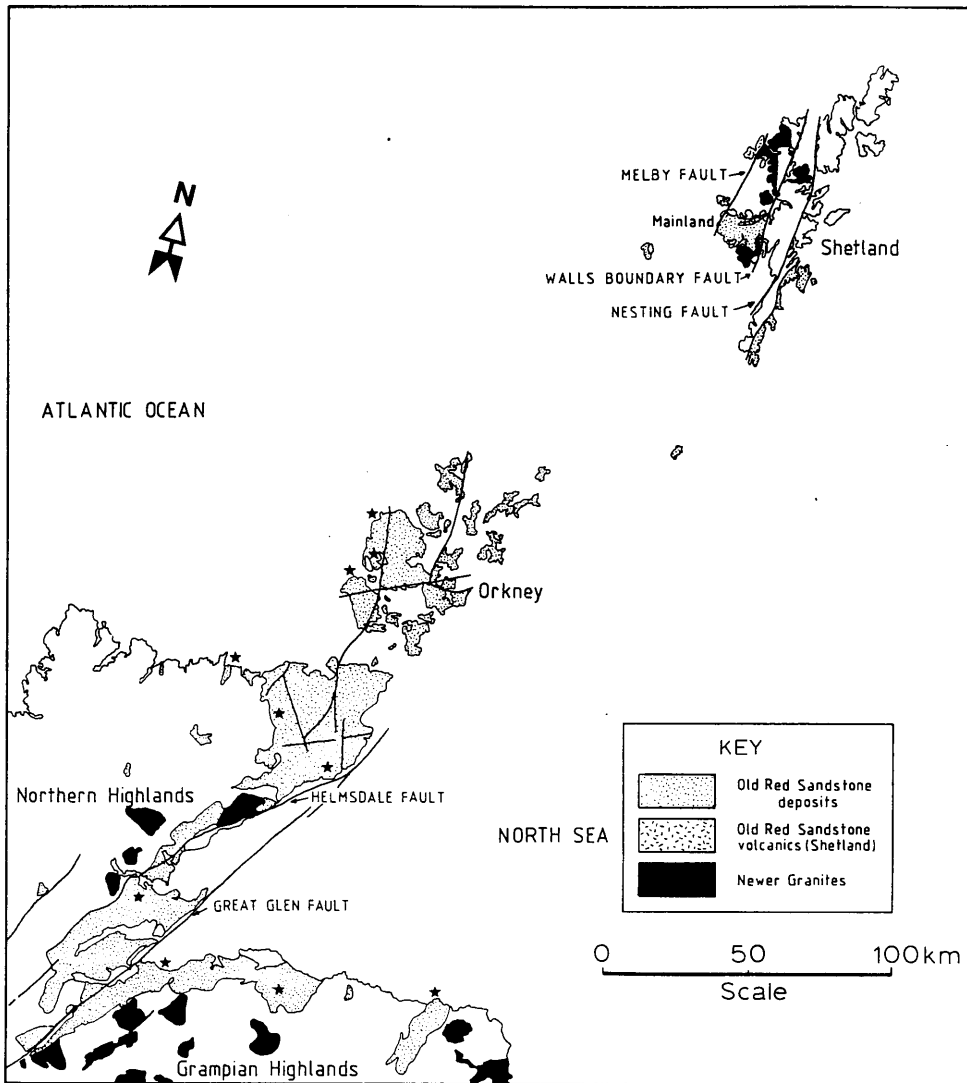 N
MELBY FAULT
Mainland
Shetland
WALLS BOUNDARY FAULT
NESTING FAULT
ATLANTIC OCEAN
Orkney
Northern Highlands
HELMSDALE FAULT
NORTH SEA
GREAT GLEN FAULT
Grampian Highlands
KEY
Old Red Sandstone
deposits
Old Red Sandstone
volcanics (Shetland)
Newer Granites
0 50 100 km
Scale